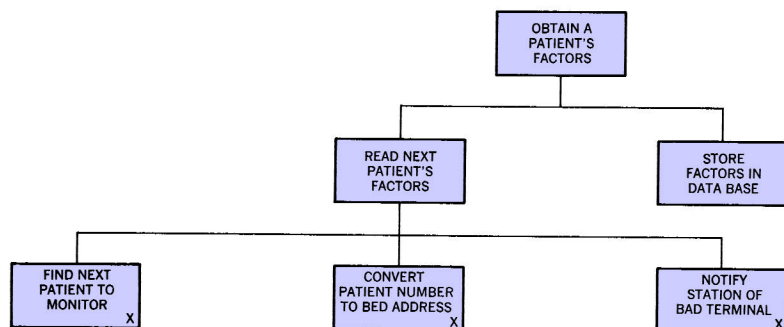 OBTAIN A
PATIENT'S
FACTORS
READ NEXT
PATIENT'S
FACTORS
STORE
FACTORS IN
DATA BASE
FIND NEXT
PATIENT TO
MONITOR
X
CONVERT
PATIENT NUMBER
TO BED ADDRESS
X
NOTIFY
STATION OF
BAD TERMINAL
X